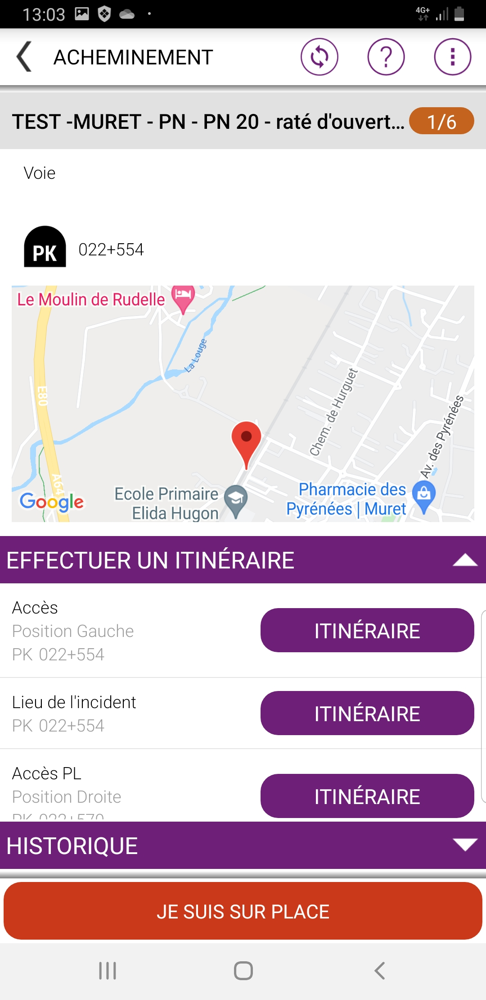 13:03
4G+
ACHEMINEMENT
?
TEST -MURET - PN - PN 20 - raté d'ouvert...
1/6
Voie
PK
022+554
Le Moulin de Rudelle
La Louge
E80
Chem. de Hurguet
Av. des Pyrénées
A64
Google
Ecole Primaire
Elida Hugon
Pharmacie des
Pyrénées | Muret
EFFECTUER UN ITINÉRAIRE
Accès
Position Gauche
PK 022+554
ITINÉRAIRE
Lieu de l'incident
PK 022+554
ITINÉRAIRE
Accès PL
Position Droite
PK 022+570
ITINÉRAIRE
HISTORIQUE
JE SUIS SUR PLACE